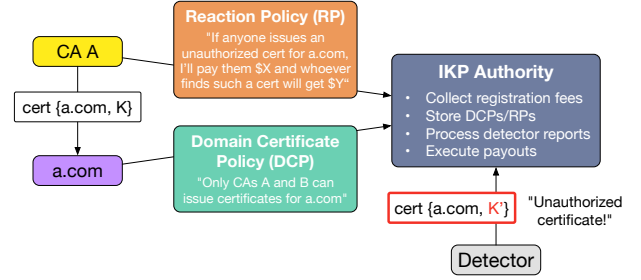 CA A
cert {a.com, K}
a.com
Reaction Policy (RP)
"If anyone issues an
unauthorized cert for a.com,
I'll pay them $X and whoever
finds such a cert will get $Y"
Domain Certificate
Policy (DCP)
"Only CAs A and B can
issue certificates for a.com"
IKP Authority
• Collect registration fees
• Store DCPs/RPs
• Process detector reports
• Execute payouts
cert {a.com, K'}
"Unauthorized
certificate!"
Detector